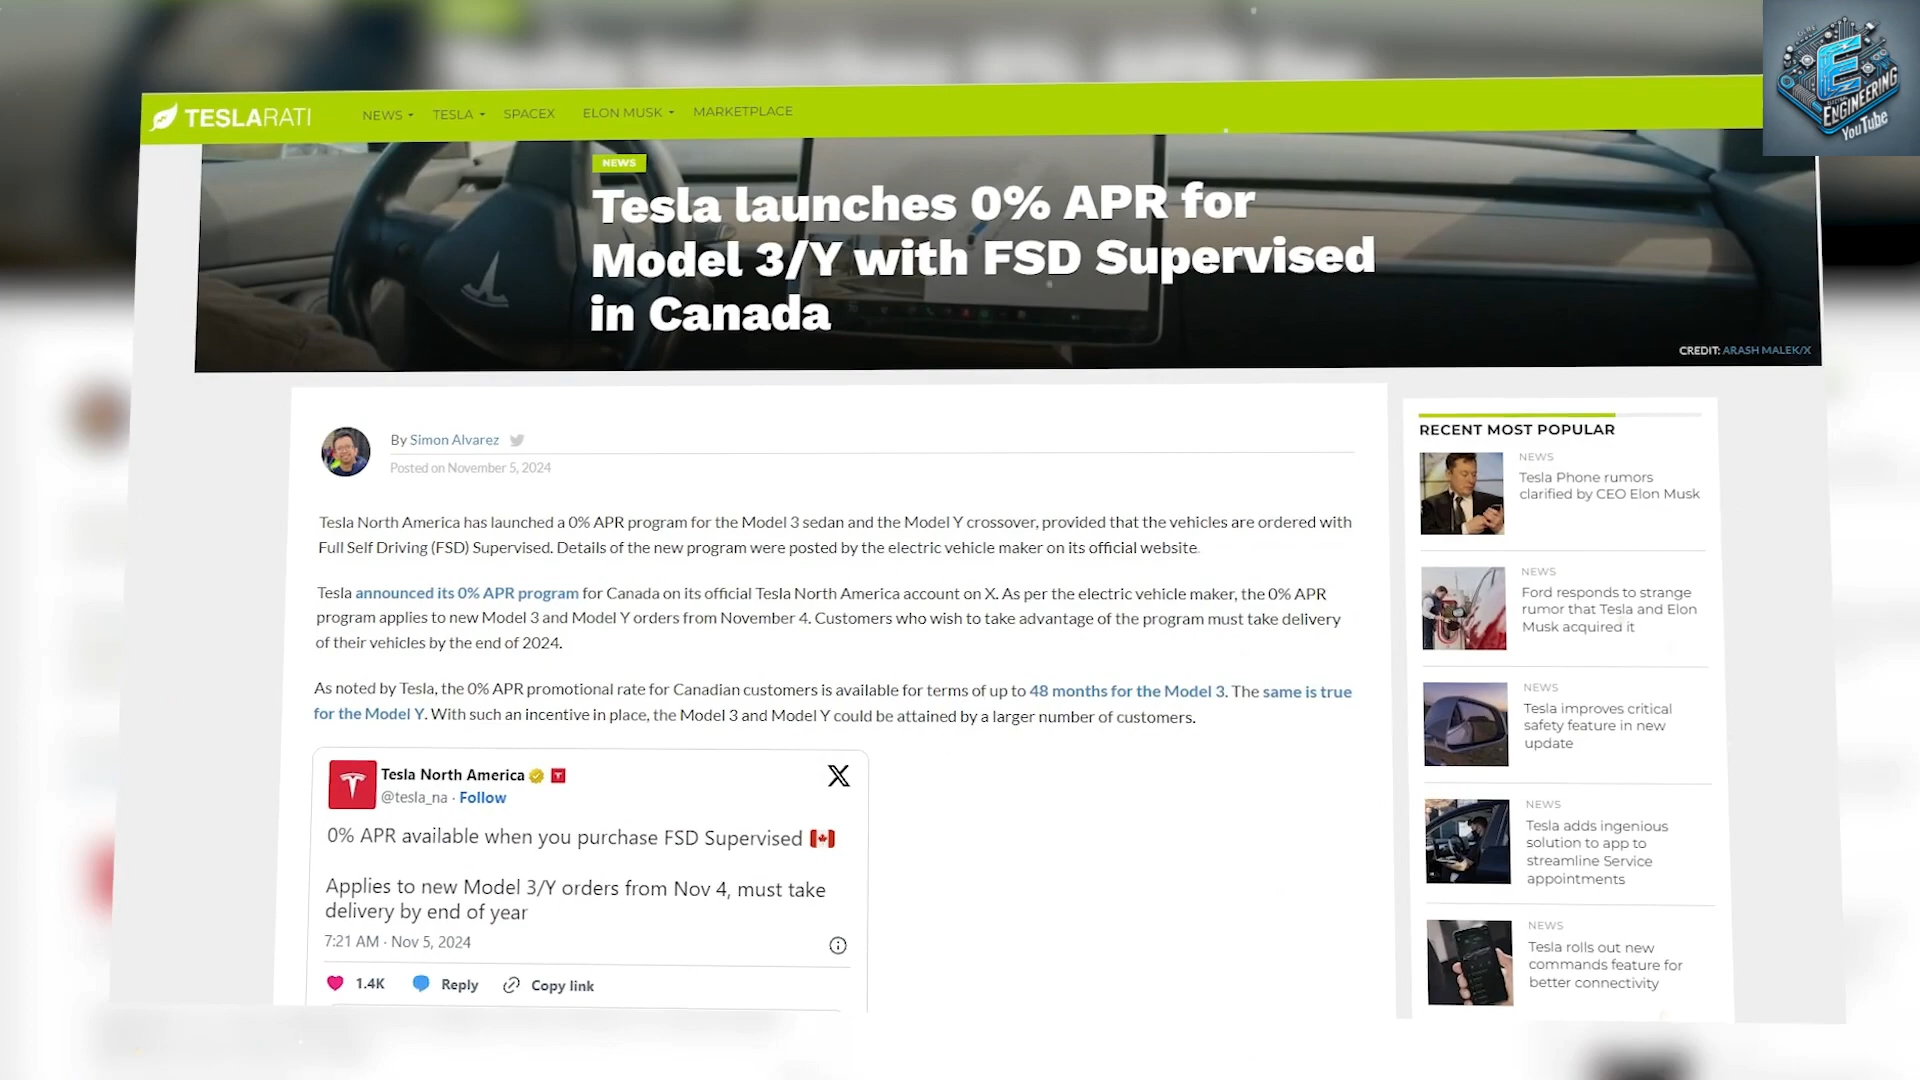 TESLARATI
NEWS
TESLA
SPACEX
ELON MUSK
MARKETPLACE
ENGINEERING
YouTube
NEWS
Tesla launches 0% APR for
Model 3/Y with FSD Supervised
in Canada
CREDIT: ARASH MALEK/X
By Simon Alvarez
Posted on November 5, 2024
Tesla North America has launched a 0% APR program for the Model 3 sedan and the Model Y crossover, provided that the vehicles are ordered with
Full Self Driving (FSD) Supervised. Details of the new program were posted by the electric vehicle maker on its official website.
Tesla announced its 0% APR program for Canada on its official Tesla North America account on X. As per the electric vehicle maker, the 0% APR
program applies to new Model 3 and Model Y orders from November 4. Customers who wish to take advantage of the program must take delivery
of their vehicles by the end of 2024.
As noted by Tesla, the 0% APR promotional rate for Canadian customers is available for terms of up to 48 months for the Model 3. The same is true
for the Model Y. With such an incentive in place, the Model 3 and Model Y could be attained by a larger number of customers.
Tesla North America
@tesla_na · Follow
0% APR available when you purchase FSD Supervised
Applies to new Model 3/Y orders from Nov 4, must take
delivery by end of year
7:21 AM · Nov 5, 2024
1.4K
Reply
Copy link
RECENT MOST POPULAR
NEWS
Tesla Phone rumors
clarified by CEO Elon Musk
NEWS
Ford responds to strange
rumor that Tesla and Elon
Musk acquired it
NEWS
Tesla improves critical
safety feature in new
update
NEWS
Tesla adds ingenious
solution to app to
streamline Service
appointments
NEWS
Tesla rolls out new
commands feature for
better connectivity